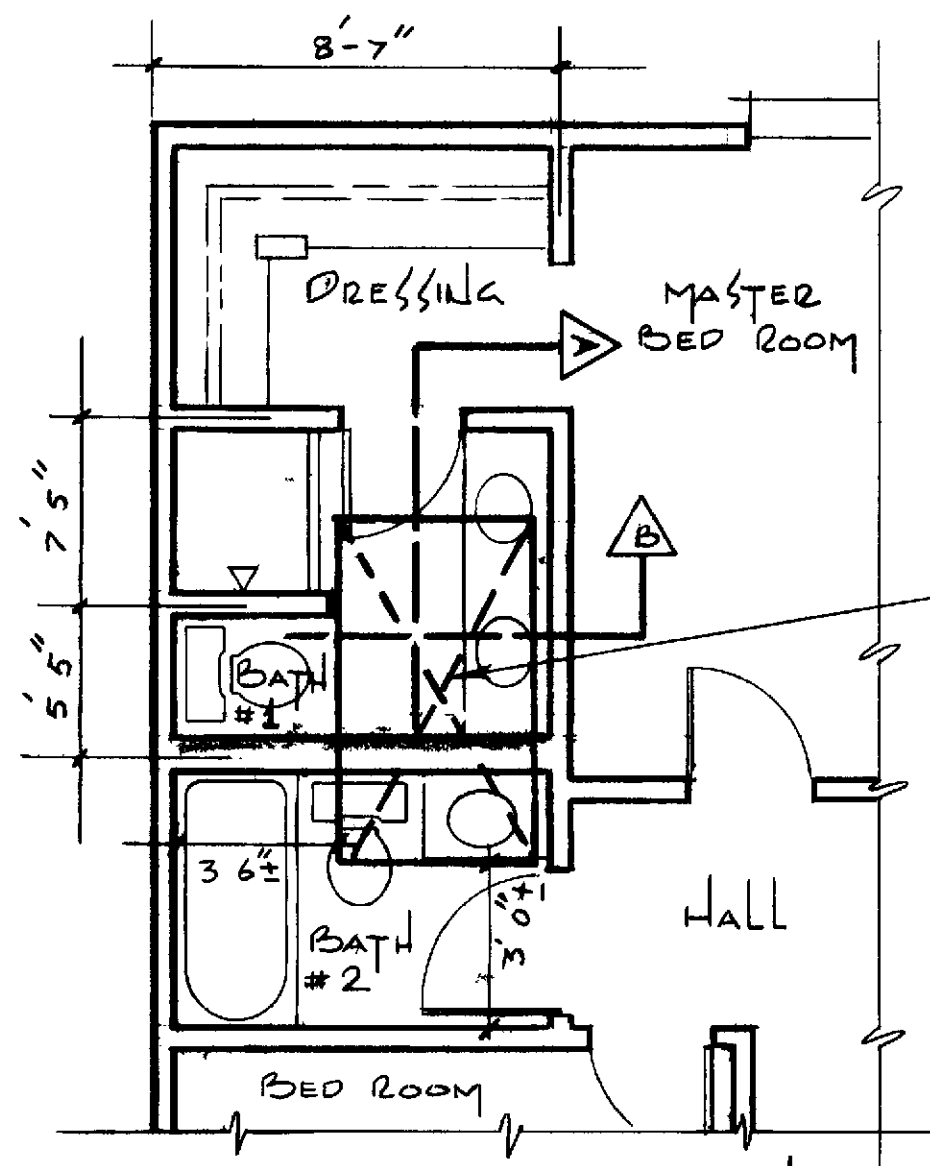 8'-7"
DRESSING
MASTER
BED ROOM
A
7' 5"
B
5' 5"
BATH
#1
3 6"±
3' 0"±
HALL
BATH
#2
BED ROOM